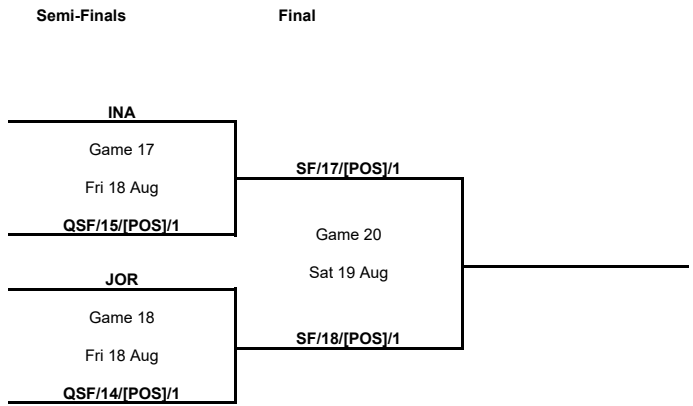 Semi-Finals Final
INA
Game 17
Fri 18 Aug
QSF/15/[POS]/1
JOR
Game 18
Fri 18 Aug
QSF/14/[POS]/1
SF/17/[POS]/1
Game 20
Sat 19 Aug
SF/18/[POS]/1